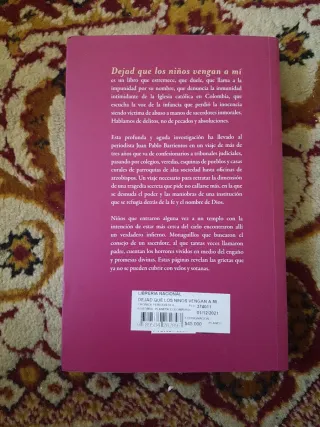 Dejad que los niños vengan a mí
es un libro que estremece, que duele, que llama a la
impunidad por su nombre, que denuncia la inmunidad
intimidante de la Iglesia católica en Colombia, que
escucha la voz de la infancia que perdió la inocencia
siendo víctima de abuso a manos de sacerdotes inmorales.
Hablamos de delitos, no de pecados y absoluciones.
Esta profunda y aguda investigación ha llevado al
periodista Juan Pablo Barrientos en un viaje de más de
tres años que va de confesionarios a tribunales judiciales,
pasando por colegios, veredas, esquinas de pueblos y casas
curales de parroquias de alta sociedad hasta oficinas de
arzobispos. Un viaje necesario para retratar la dimensión
de una tragedia secreta que pide no callarse más, en la que
se desnuda el poder y las maniobras de una institución
que se refugia detrás de la fe y el nombre de Dios.
Niños que entraron alguna vez a un templo con la
intención de estar más cerca del cielo encontraron allí
un verdadero infierno. Monaguillos que buscaron el
consejo de un sacerdote, al que tantas veces llamaron
padre, cuentan los horrores vividos en medio del engaño
y promesas divinas. Estas páginas revelan las grietas que
ya no se pueden cubrir con velos y sotanas.
LIBRERIA NACIONAL
DEJAD QUE LOS NIÑOS VENGAN A MI
374011
01/12/2021